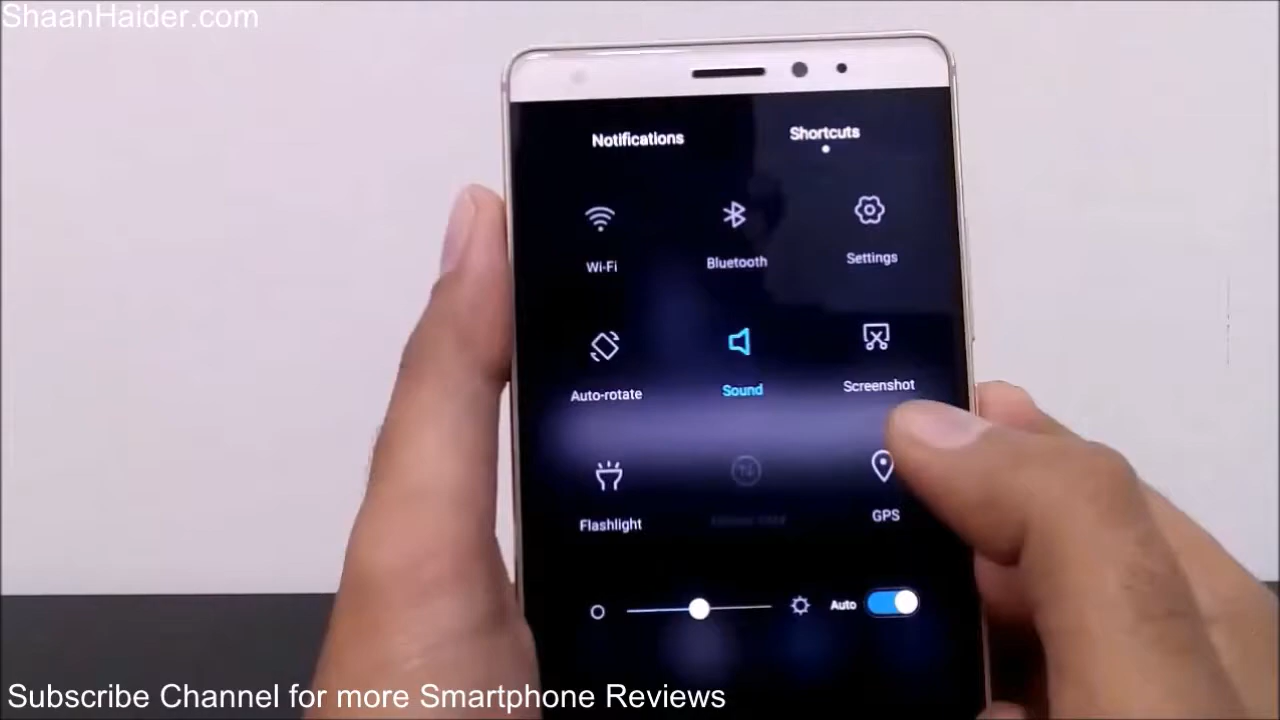 ShaanHaider.com
Notifications Shortcuts
Wi-Fi Bluetooth Settings
Auto-rotate Sound Screenshot
Flashlight GPS
Auto
Subscribe Channel for more Smartphone Reviews